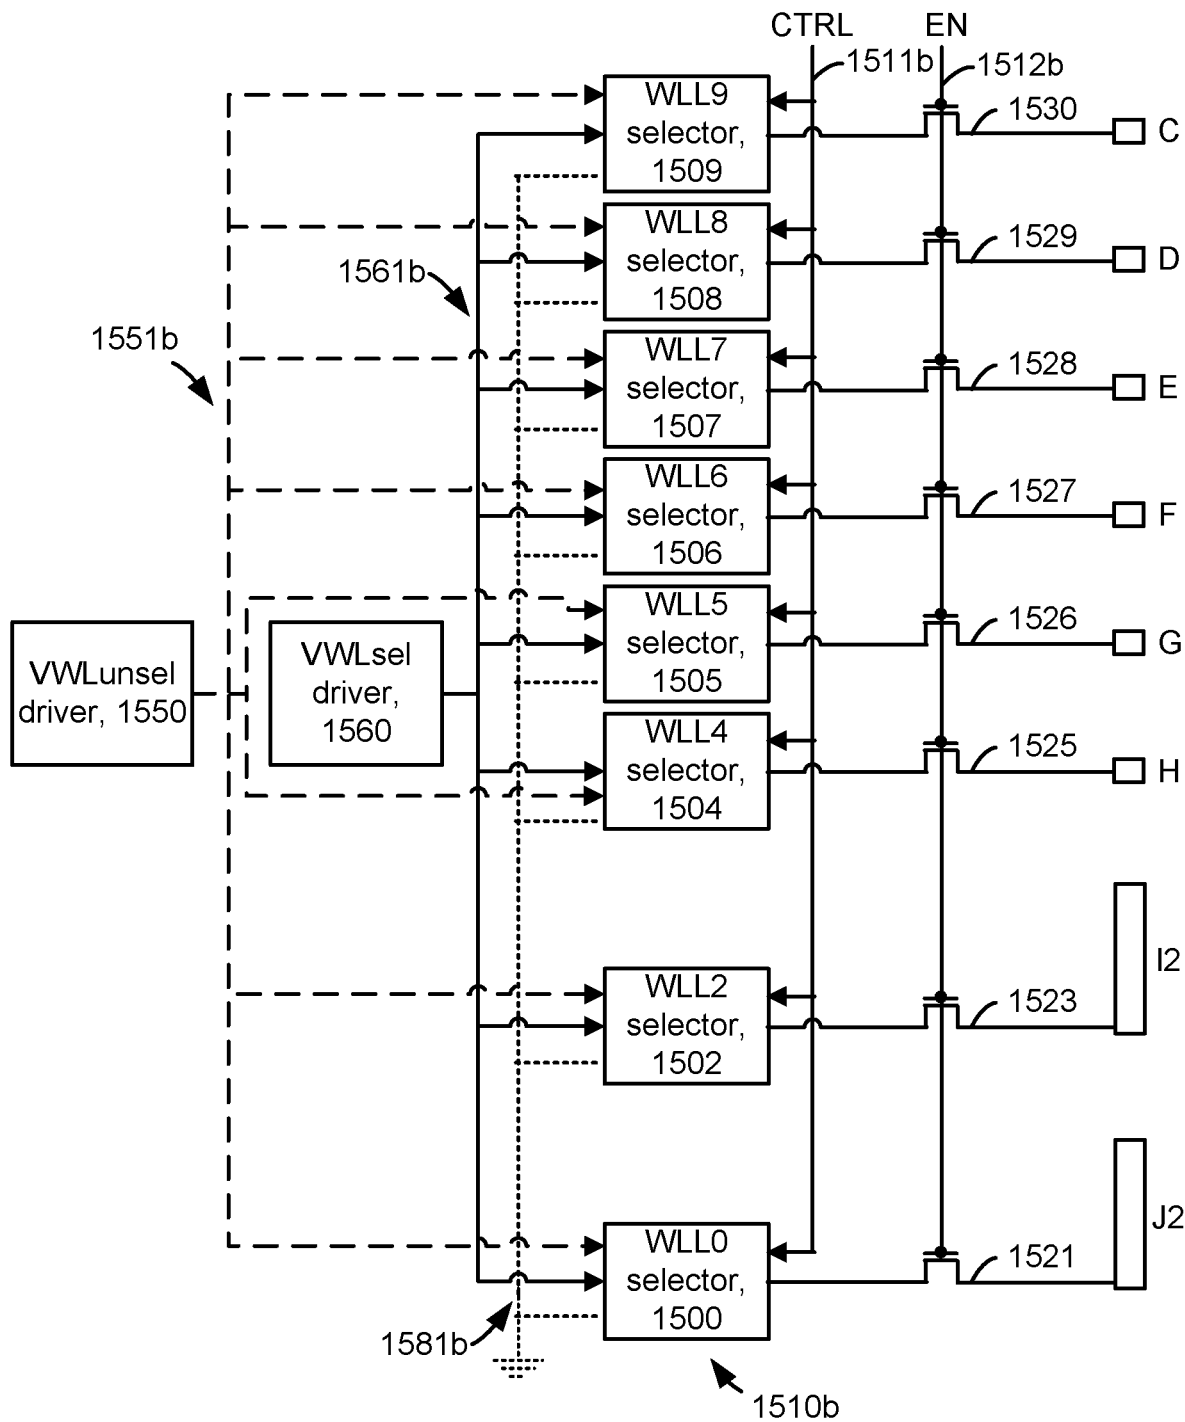 CTRL EN
1511b
1512b
WLL9
selector,
1509
1530
C
WLL8
selector,
1508
1529
D
1561b
1551b
WLL7
selector,
1507
1528
E
WLL6
selector,
1506
1527
F
WLL5
selector,
1505
1526
G
VWLunsel
driver, 1550
VWLsel
driver,
1560
WLL4
selector,
1504
1525
H
WLL2
selector,
1502
1523
I2
WLL0
selector,
1500
1521
J2
1581b
1510b